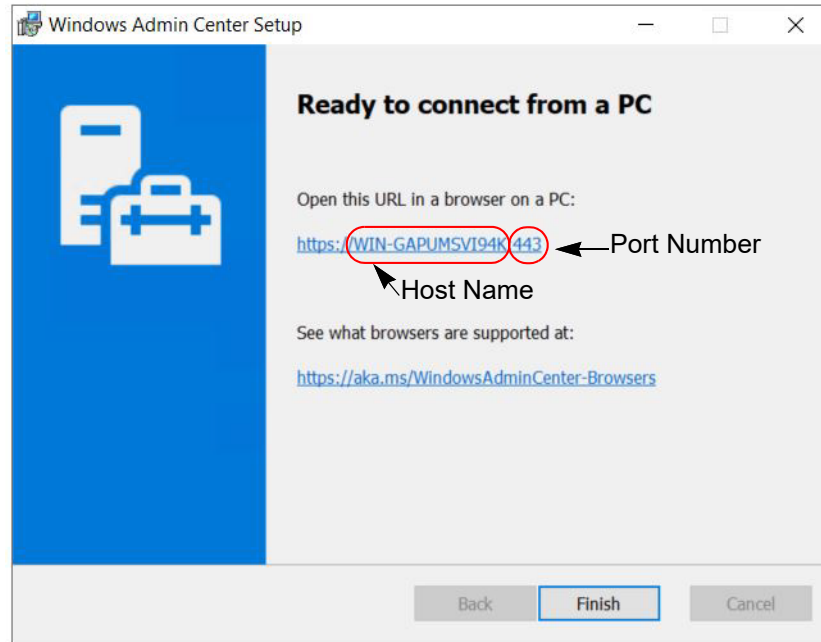 Windows Admin Center Setup
Ready to connect from a PC
Open this URL in a browser on a PC:
https://WIN-GAPUMSVI94K:443
Port Number
Host Name
See what browsers are supported at:
https://aka.ms/WindowsAdminCenter-Browsers
Back
Finish
Cancel